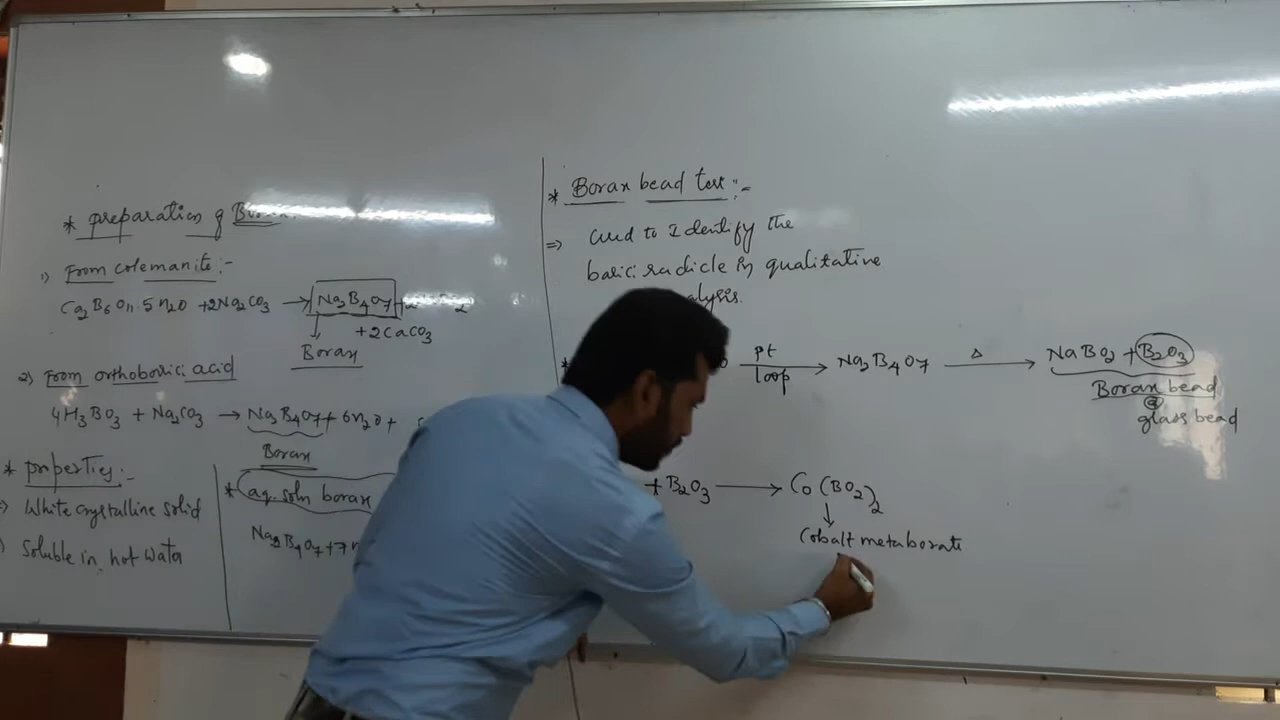 * preparation of Borax:
1) From colemanite:-
Ca2B6O11.5H2O + 2Na2CO3 → Na2B4O7 +
+ 2CaCO3
Borax
2) From orthoboric acid
4H3BO3 + Na2CO3 → Na2B4O7 + 6H2O +
Borax
* properties:-
White crystalline solid
Soluble in hot water
* aq. soln borax
Na2B4O7 + 7H
* Borax bead test:-
⇒ Used to Identify the
basic radicle in qualitative
alysis.
* O pt loop → Na2B4O7 Δ → NaBO2 + B2O3
Borax bead
@
glass bead
+ B2O3 → Co(BO2)2
↓
Cobalt metaborate